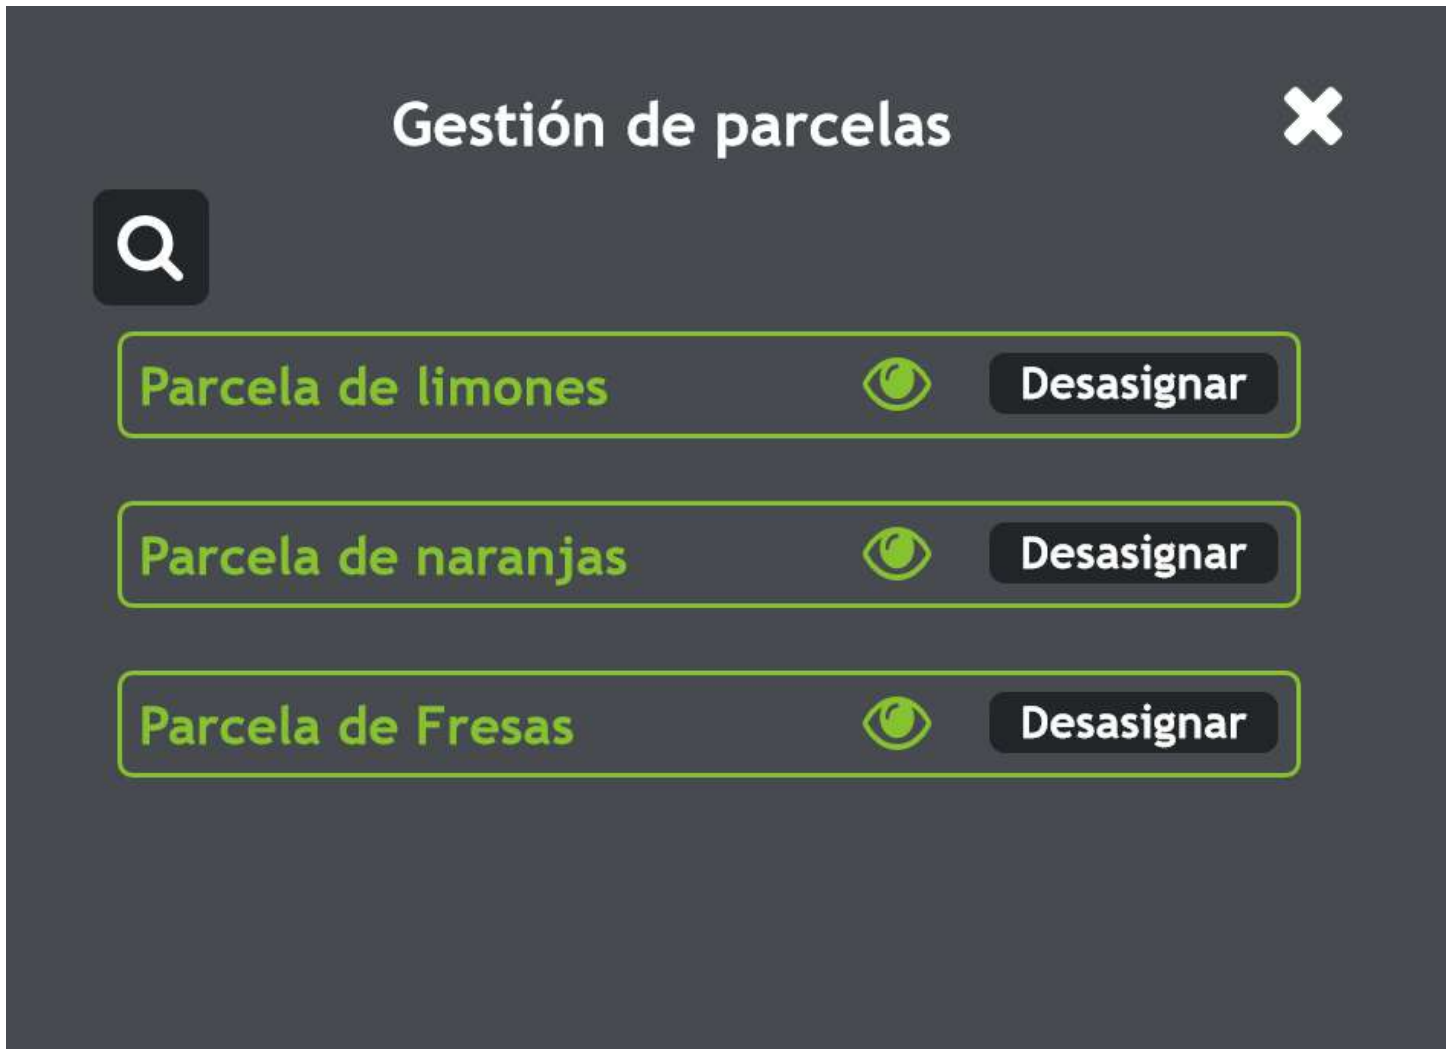 Gestión de parcelas
Parcela de limones Desasignar
Parcela de naranjas Desasignar
Parcela de Fresas Desasignar